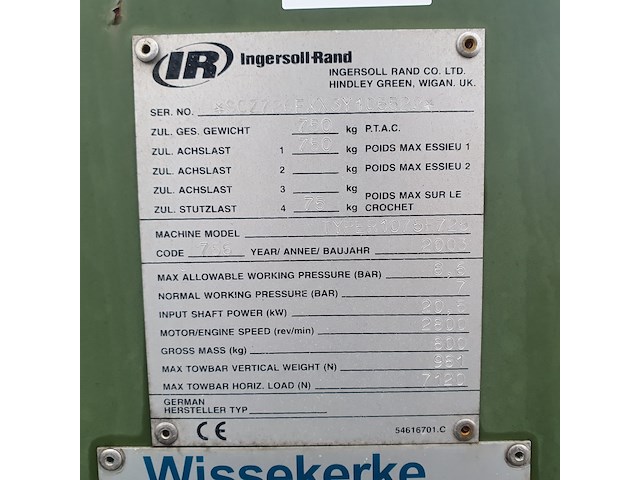 IR Ingersoll-Rand
INGERSOLL RAND CO. LTD.
HINDLEY GREEN, WIGAN. UK.
SER. NO.
ZUL. GES. GEWICHT 750 kg P.T.A.C.
ZUL. ACHSLAST 1 750 kg POIDS MAX ESSIEU 1
ZUL. ACHSLAST 2 kg POIDS MAX ESSIEU 2
ZUL. ACHSLAST 3 kg
ZUL. STUTZLAST 4 75 kg POIDS MAX SUR LE CROCHET
MACHINE MODEL
CODE YEAR/ ANNEE/ BAUJAHR
MAX ALLOWABLE WORKING PRESSURE (BAR)
NORMAL WORKING PRESSURE (BAR) 7
INPUT SHAFT POWER (kW)
MOTOR/ENGINE SPEED (rev/min)
GROSS MASS (kg)
MAX TOWBAR VERTICAL WEIGHT (N)
MAX TOWBAR HORIZ. LOAD (N)
GERMAN
HERSTELLER TYP
CE 54616701.C
Wissekerke